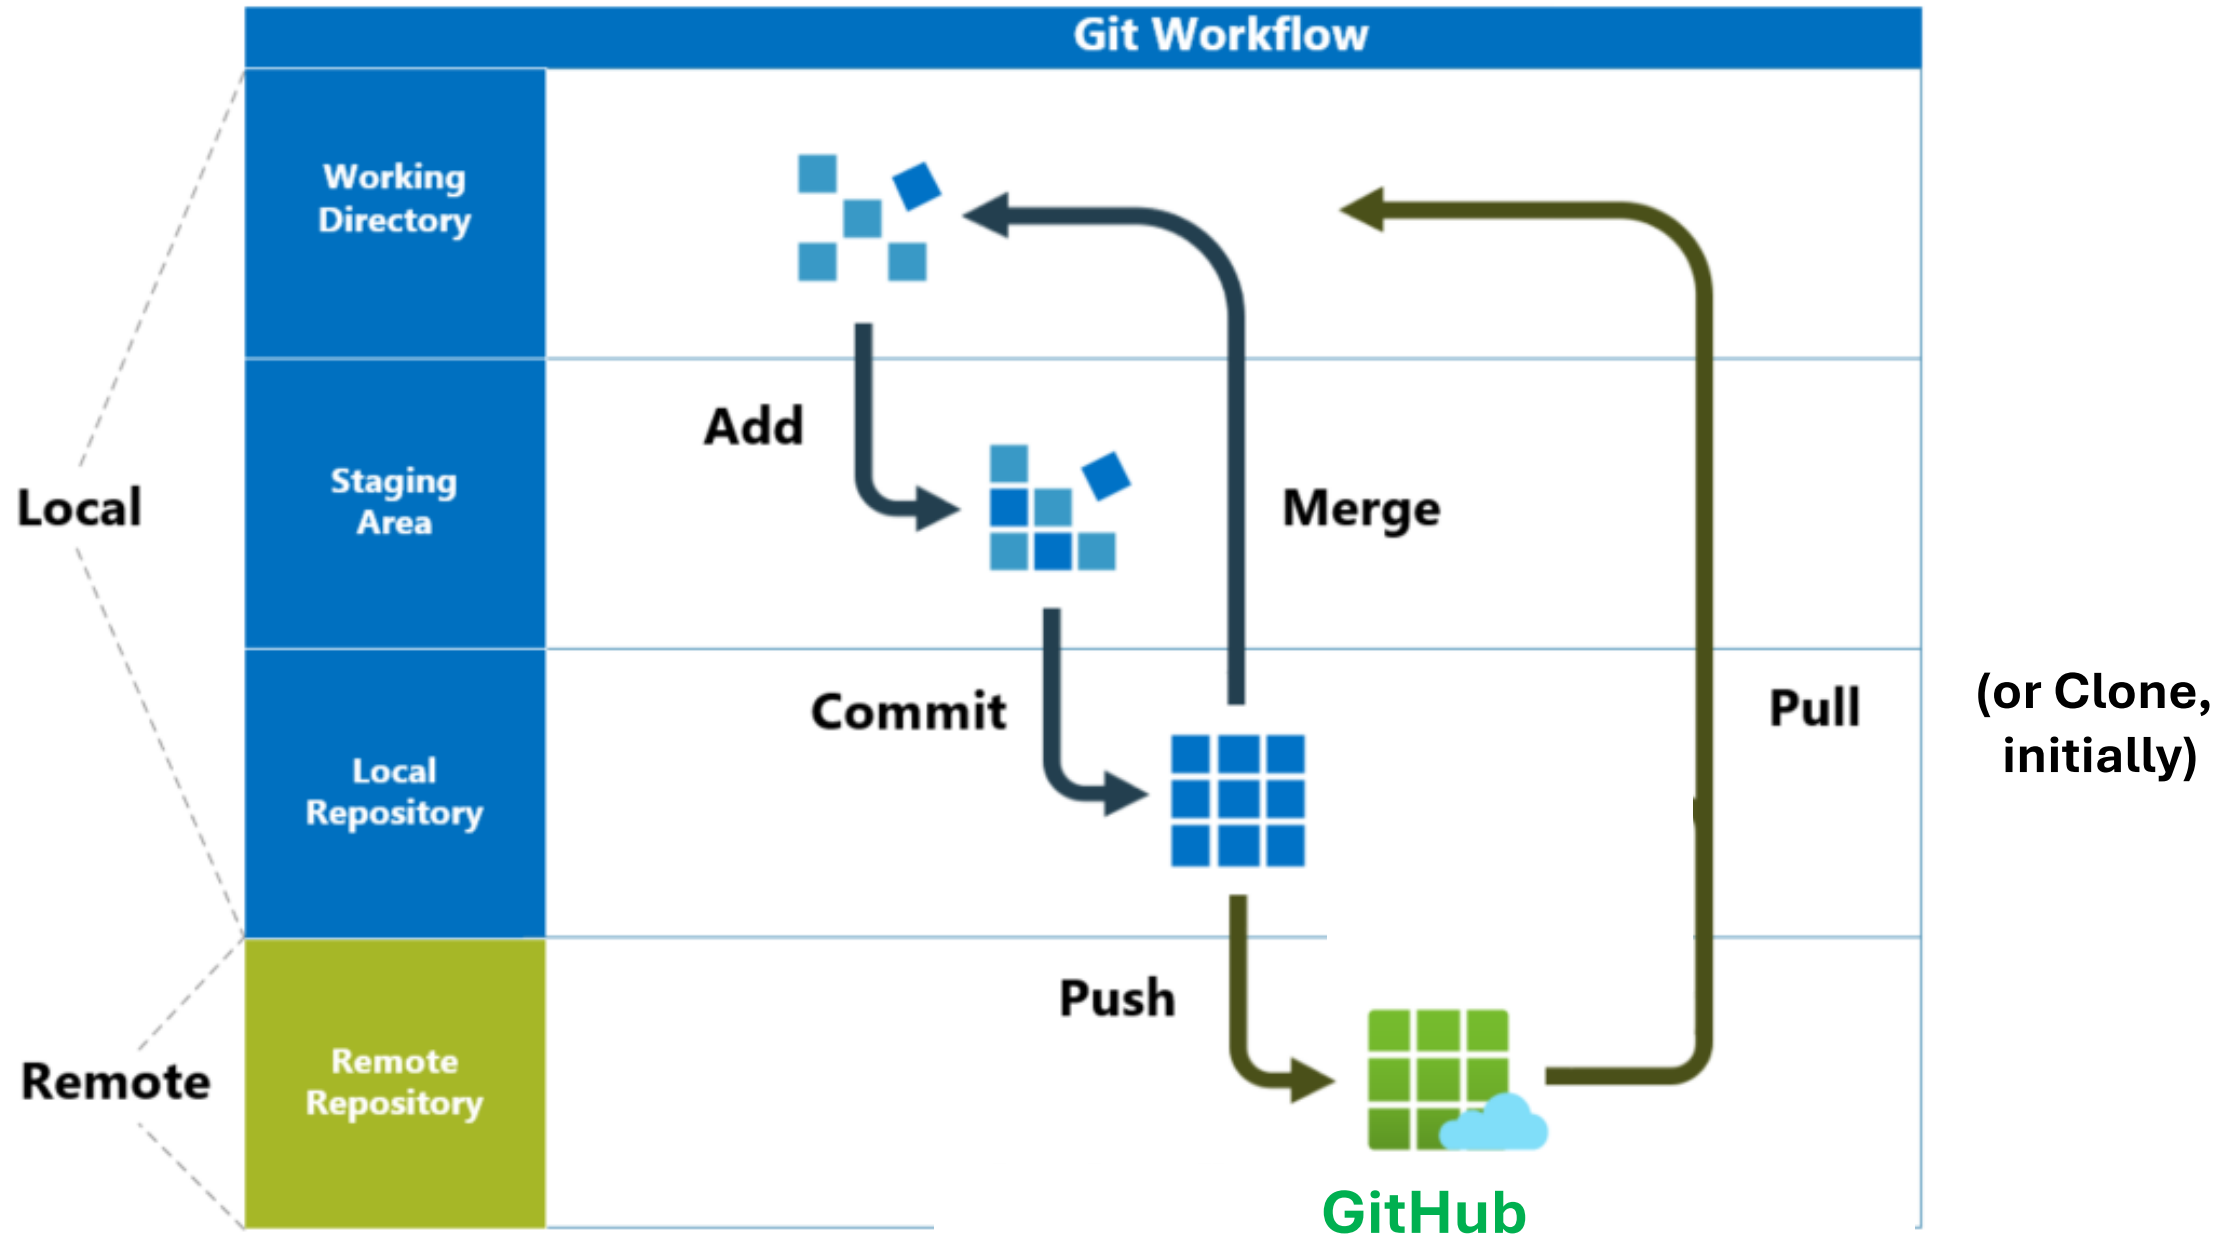 Git Workflow
Working
Directory
Add
Staging
Area
Local
Merge
Commit
Pull
(or Clone,
initially)
Local
Repository
Push
Remote
Remote
Repository
GitHub